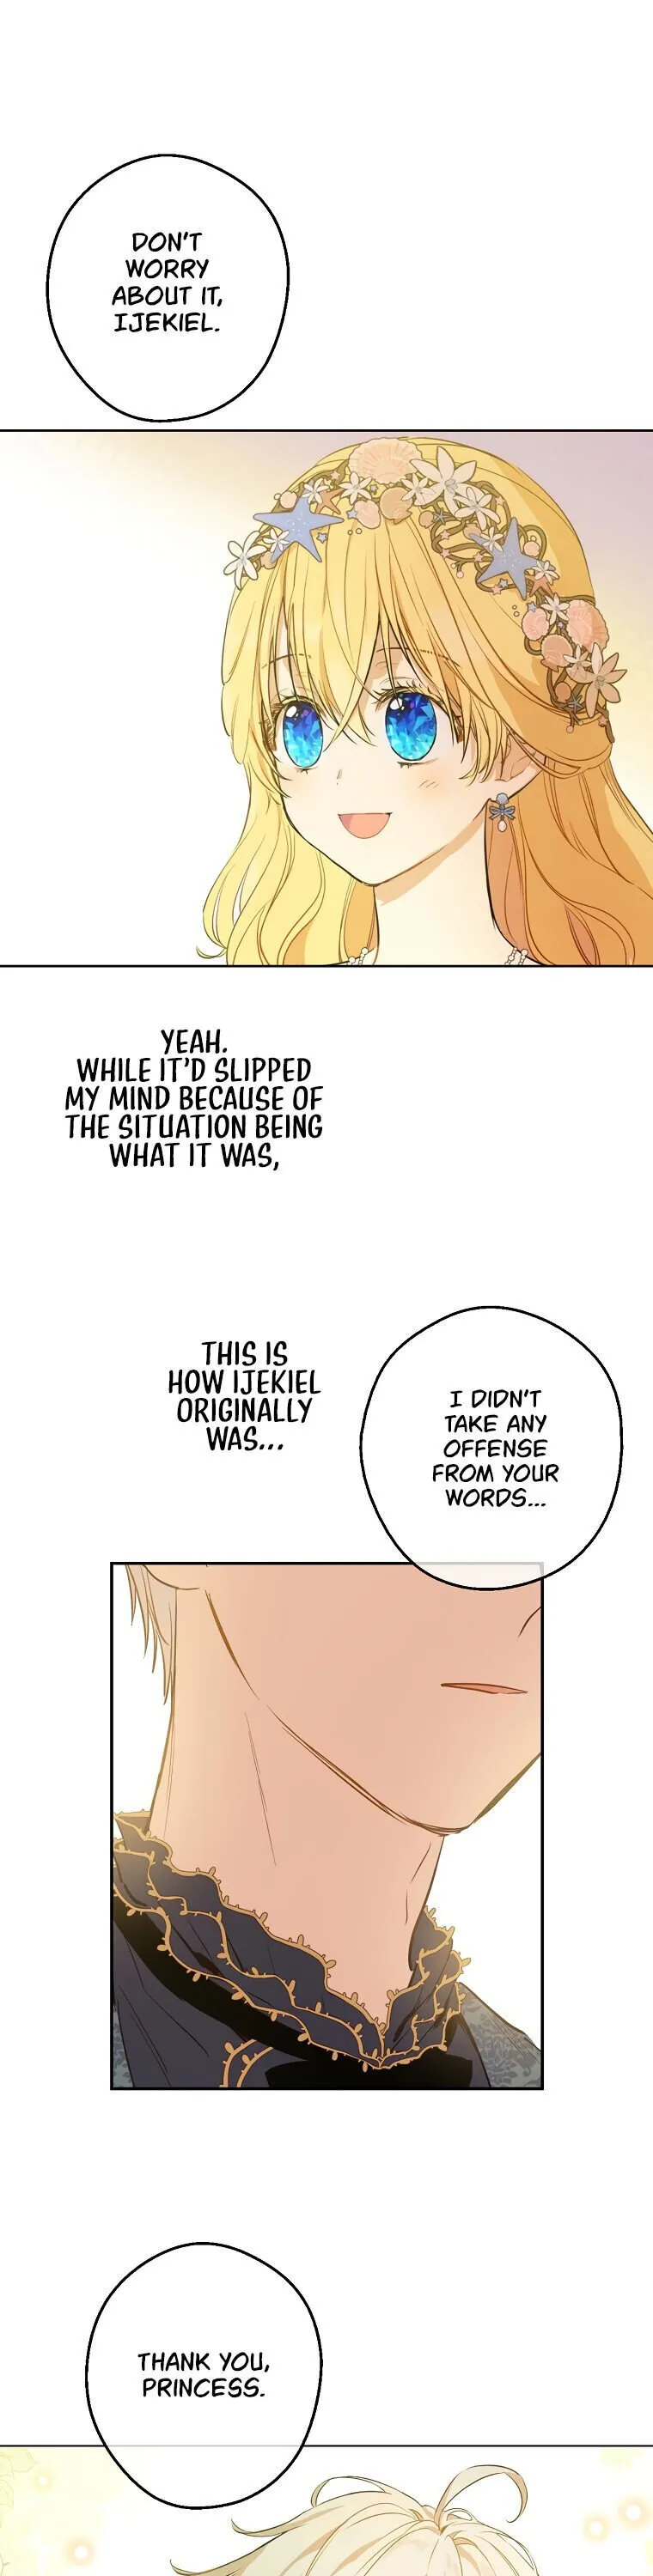 DON'T
WORRY
ABOUT IT,
IJEKIEL.
YEAH.
WHILE IT'D SLIPPED
MY MIND BECAUSE OF
THE SITUATION BEING
WHAT IT WAS,
THIS IS
HOW IJEKIEL
ORIGINALLY
WAS...
I DIDN'T
TAKE ANY
OFFENSE
FROM YOUR
WORDS...
THANK YOU,
PRINCESS.